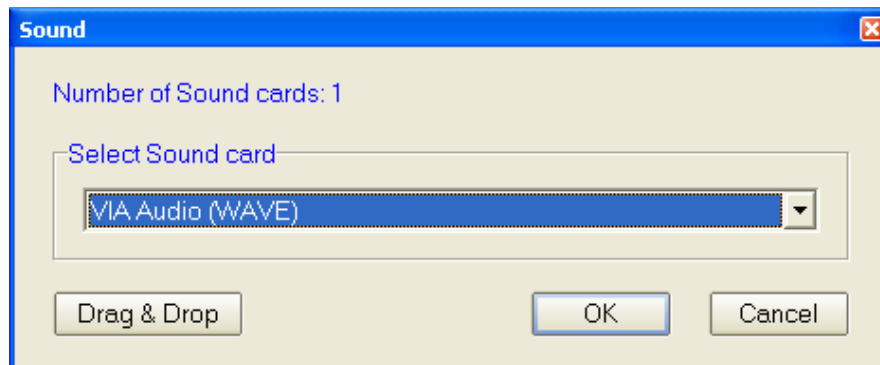 Sound
Number of Sound cards: 1
Select Sound card
VIA Audio (WAVE)
Drag & Drop
OK
Cancel